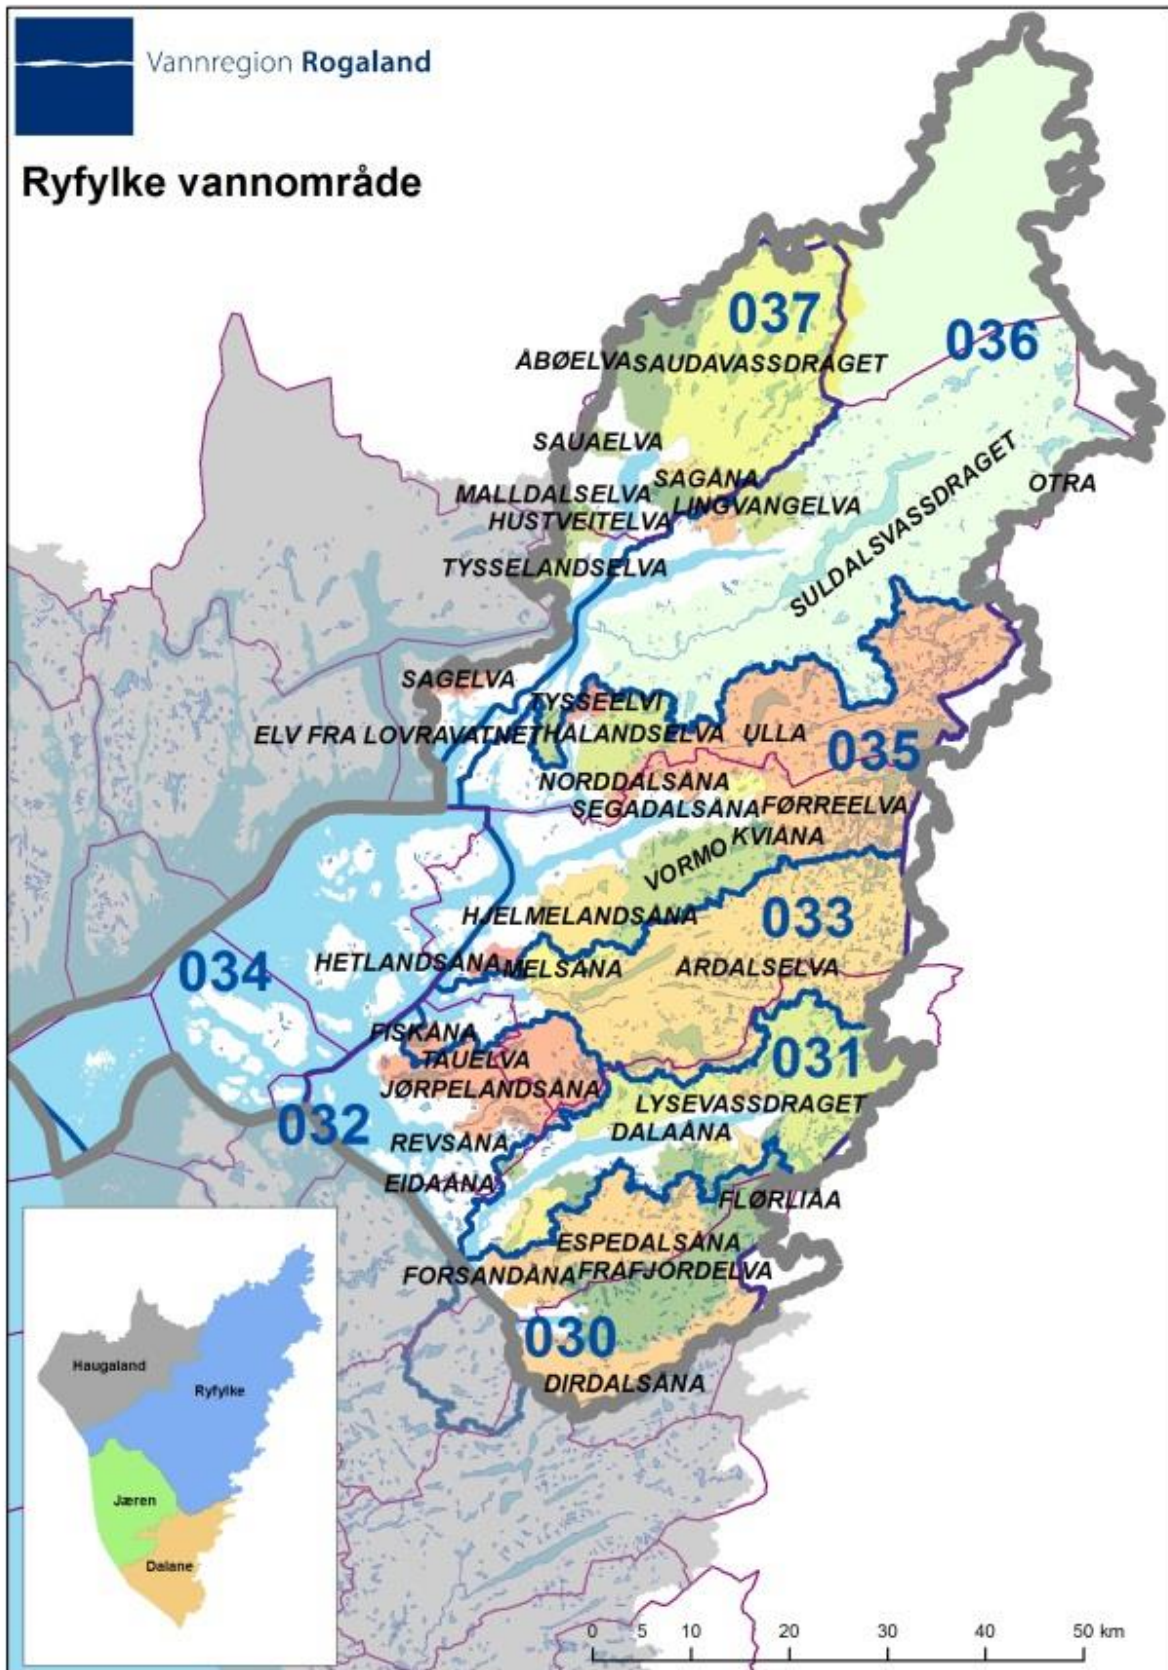 Vannregion Rogaland
Ryfylke vannområde
037
036
ÅBØELVA
SAUDAVASSDRAGET
SAUAELVA
SAGÅNA
MALLDALSELVA
LINGVANGELVA
HUSTVEITELVA
OTRA
TYSSELANDSELVA
SULDALSVASSDRAGET
SAGELVA
TYSSEELVI
ELV FRA LOVRAVATNET
HALANDSELVA
ULLA
035
NORDDALSÅNA
SEGADALSÅNA
FØRREELVA
KVIÅNA
VORMO
HJELMELANDSÅNA
033
034
HETLANDSÅNA
MELSÅNA
ÅRDALSELVA
FISKÅNA
TAUELVA
031
JØRPELANDSÅNA
032
LYSEVASSDRAGET
REVSÅNA
DALAÅNA
EIDAÅNA
FLØRLIÅA
ESPEDALSÅNA
FORSANDÅNA
FRAFJORDELVA
030
DIRDALSÅNA
Haugaland
Ryfylke
Jæren
Dalane
0 5 10 20 30 40 50 km